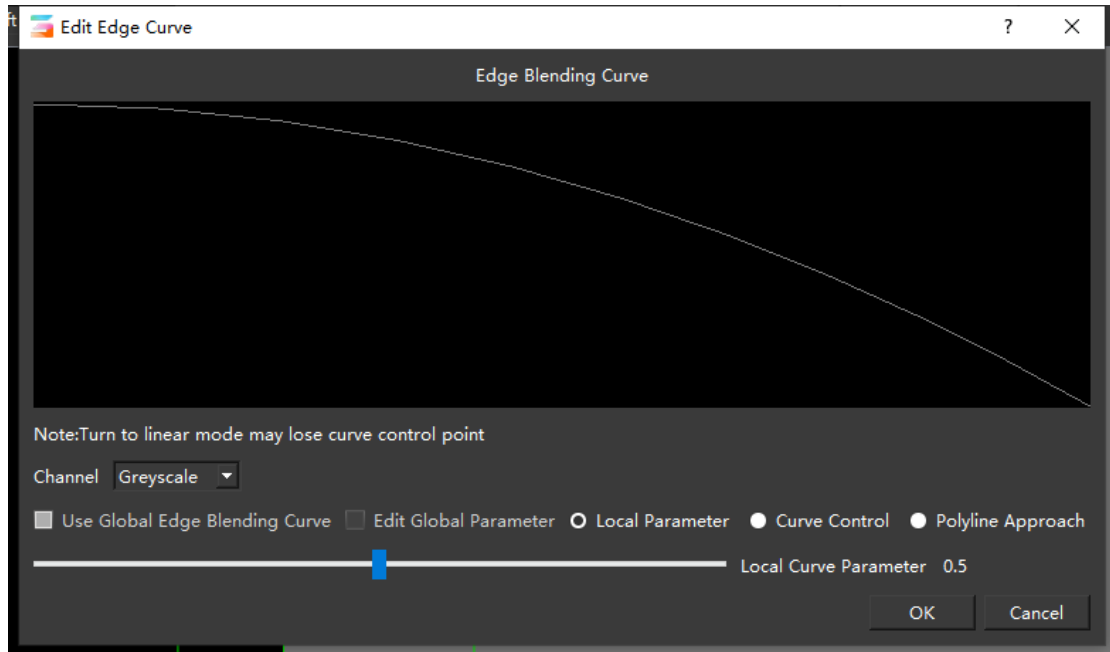 ft
Edit Edge Curve ?
Edge Blending Curve
Note:Turn to linear mode may lose curve control point
Channel Greyscale
Use Global Edge Blending Curve Edit Global Parameter Local Parameter Curve Control Polyline Approach
Local Curve Parameter 0.5
OK Cancel